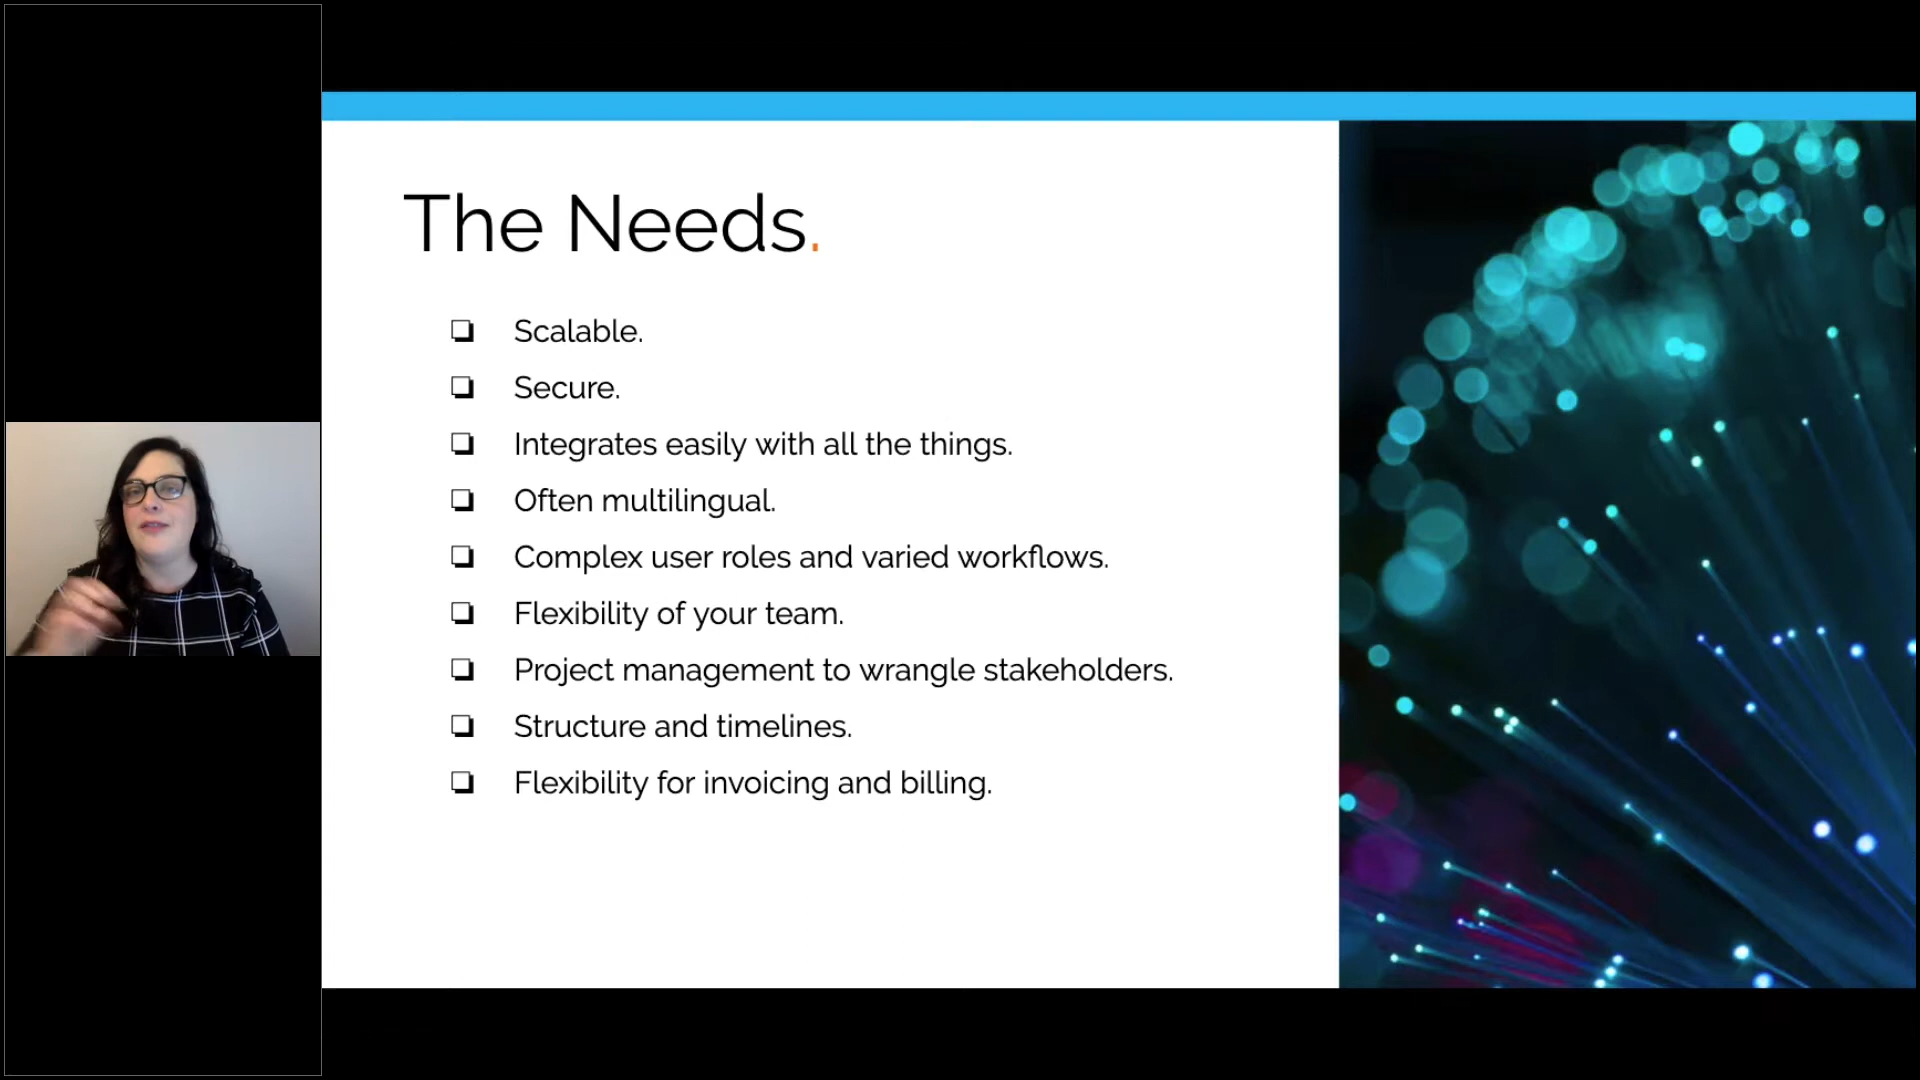 The Needs.
❏ Scalable.
❏ Secure.
❏ Integrates easily with all the things.
❏ Often multilingual.
❏ Complex user roles and varied workflows.
❏ Flexibility of your team.
❏ Project management to wrangle stakeholders.
❏ Structure and timelines.
❏ Flexibility for invoicing and billing.